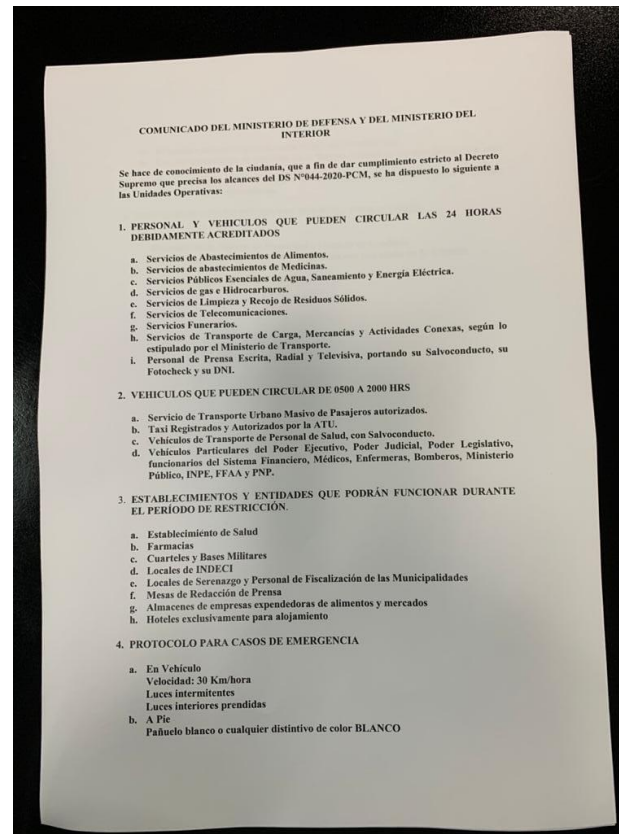 COMUNICADO DEL MINISTERIO DE DEFENSA Y DEL MINISTERIO DEL
INTERIOR
Se hace de conocimiento de la ciudanía, que a fin de dar cumplimiento estricto al Decreto
Supremo que precisa los alcances del DS N°044-2020-PCM, se ha dispuesto lo siguiente a
las Unidades Operativas:
1. PERSONAL Y VEHICULOS QUE PUEDEN CIRCULAR LAS 24 HORAS
DEBIDAMENTE ACREDITADOS
a. Servicios de Abastecimientos de Alimentos.
b. Servicios de abastecimientos de Medicinas.
c. Servicios Públicos Esenciales de Agua, Saneamiento y Energía Eléctrica.
d. Servicios de gas e Hidrocarburos.
e. Servicios de Limpieza y Recojo de Residuos Sólidos.
f. Servicios de Telecomunicaciones.
g. Servicios Funerarios.
h. Servicios de Transporte de Carga, Mercancías y Actividades Conexas, según lo
estipulado por el Ministerio de Transporte.
i. Personal de Prensa Escrita, Radial y Televisiva, portando su Salvoconducto, su
Fotocheck y su DNI.
2. VEHICULOS QUE PUEDEN CIRCULAR DE 0500 A 2000 HRS
a. Servicio de Transporte Urbano Masivo de Pasajeros autorizados.
b. Taxi Registrados y Autorizados por la ATU.
c. Vehículos de Transporte de Personal de Salud, con Salvoconducto.
d. Vehículos Particulares del Poder Ejecutivo, Poder Judicial, Poder Legislativo,
funcionarios del Sistema Financiero, Médicos, Enfermeras, Bomberos, Ministerio
Público, INPE, FFAA y PNP.
3. ESTABLECIMIENTOS Y ENTIDADES QUE PODRÁN FUNCIONAR DURANTE
EL PERÍODO DE RESTRICCIÓN.
a. Establecimiento de Salud
b. Farmacias
c. Cuarteles y Bases Militares
d. Locales de INDECI
e. Locales de Serenazgo y Personal de Fiscalización de las Municipalidades
f. Mesas de Redacción de Prensa
g. Almacenes de empresas expendedoras de alimentos y mercados
h. Hoteles exclusivamente para alojamiento
4. PROTOCOLO PARA CASOS DE EMERGENCIA
a. En Vehículo
Velocidad: 30 Km/hora
Luces intermitentes
Luces interiores prendidas
b. A Pie
Pañuelo blanco o cualquier distintivo de color BLANCO